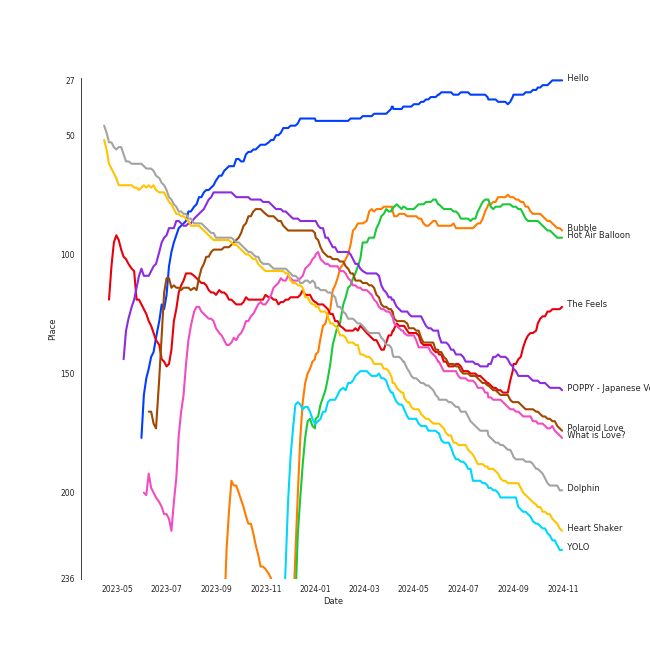 27
Hello
50
Bubble
Hot Air Balloon
100
The Feels
Place
150
POPPY - Japanese Ve
Polaroid Love
What is Love?
Dolphin
200
Heart Shaker
YOLO
236
2023-05 2023-07 2023-09 2023-11 2024-01 2024-03 2024-05 2024-07 2024-09 2024-11
Date